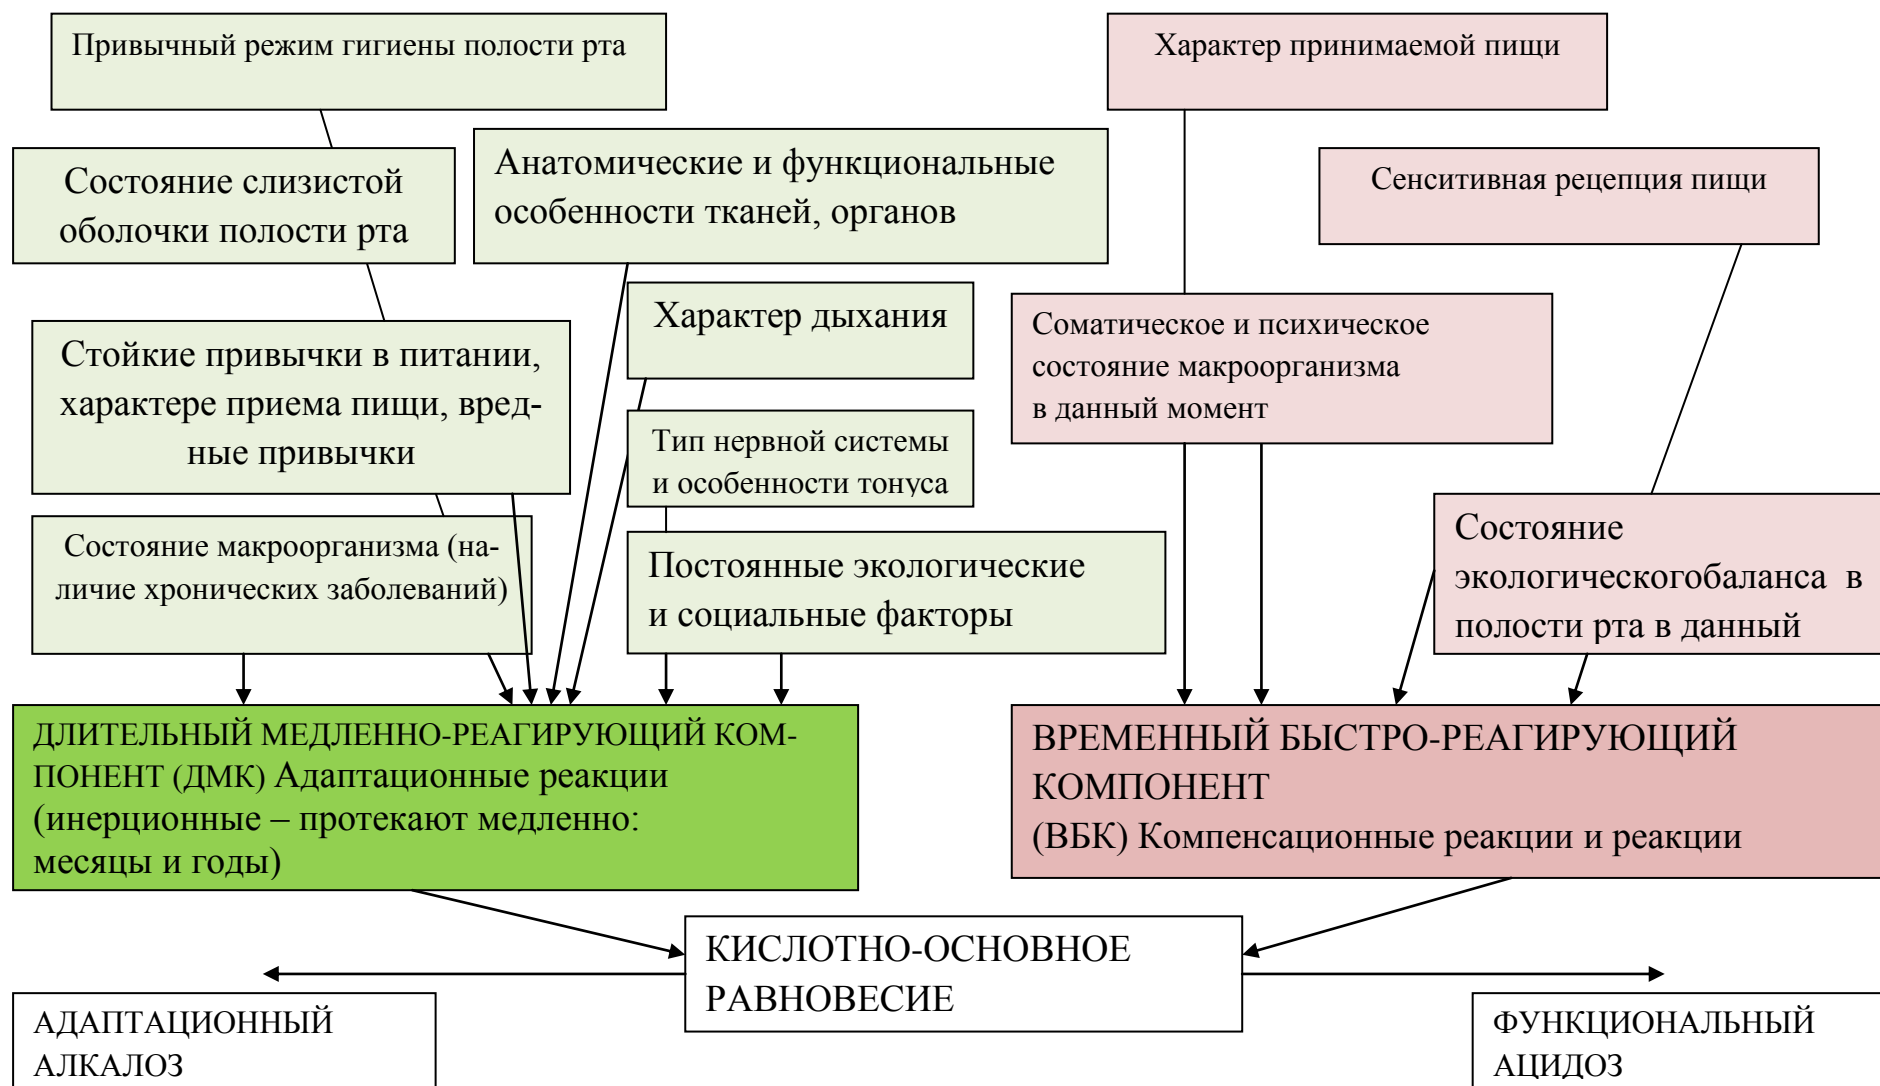 Привычный режим гигиены полости рта
Характер принимаемой пищи
Состояние слизистой
оболочки полости рта
Анатомические и функциональные
особенности тканей, органов
Сенситивная рецепция пищи
Стойкие привычки в питании,
характере приема пищи, вред-
ные привычки
Характер дыхания
Соматическое и психическое
состояние макроорганизма
в данный момент
Тип нервной системы
и особенности тонуса
Состояние макроорганизма (на-
личие хронических заболеваний)
Постоянные экологические
и социальные факторы
Состояние
экологическогобаланса в
полости рта в данный
ДЛИТЕЛЬНЫЙ МЕДЛЕННО-РЕАГИРУЮЩИЙ КОМ-
ПОНЕНТ (ДМК) Адаптационные реакции
(инерционные – протекают медленно:
месяцы и годы)
ВРЕМЕННЫЙ БЫСТРО-РЕАГИРУЮЩИЙ
КОМПОНЕНТ
(ВБК) Компенсационные реакции и реакции
КИСЛОТНО-ОСНОВНОЕ
РАВНОВЕСИЕ
АДАПТАЦИОННЫЙ
АЛКАЛОЗ
ФУНКЦИОНАЛЬНЫЙ
АЦИДОЗ